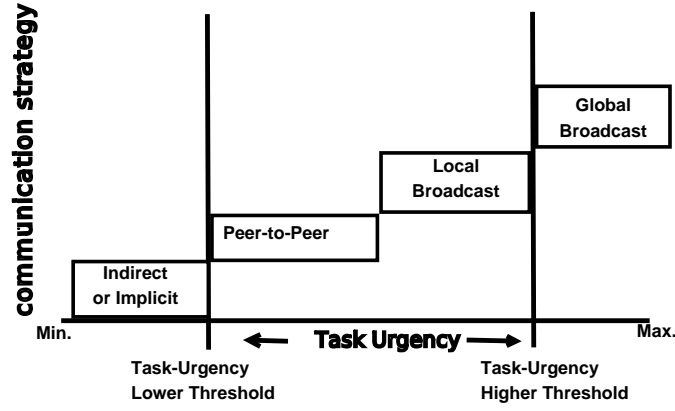 communication strategy
Global
Broadcast
Local
Broadcast
Peer-to-Peer
Indirect
or Implicit
Min.
Task Urgency
Max.
Task-Urgency
Lower Threshold
Task-Urgency
Higher Threshold